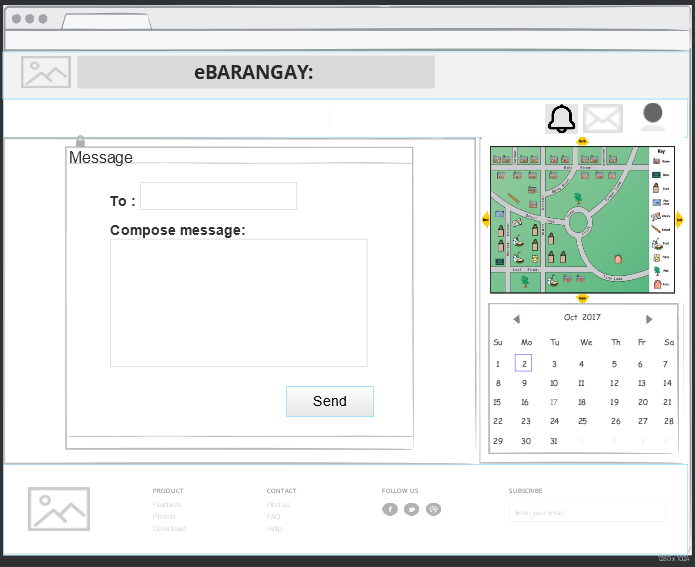 eBARANGAY:
Message
To :
Compose message:
Send
Key
Oct 2017
Su Mo Tu We Th Fr Sa
1 2 3 4 5 6 7
8 9 10 11 12 13 14
15 16 17 18 19 20 21
22 23 24 25 26 27 28
29 30 31 1 2 3 4
PRODUCT
Features
Promo
Download
CONTACT
Find us
FAQ
Help
FOLLOW US
SUBSCRIBE
Enter your email
1280 x 1024